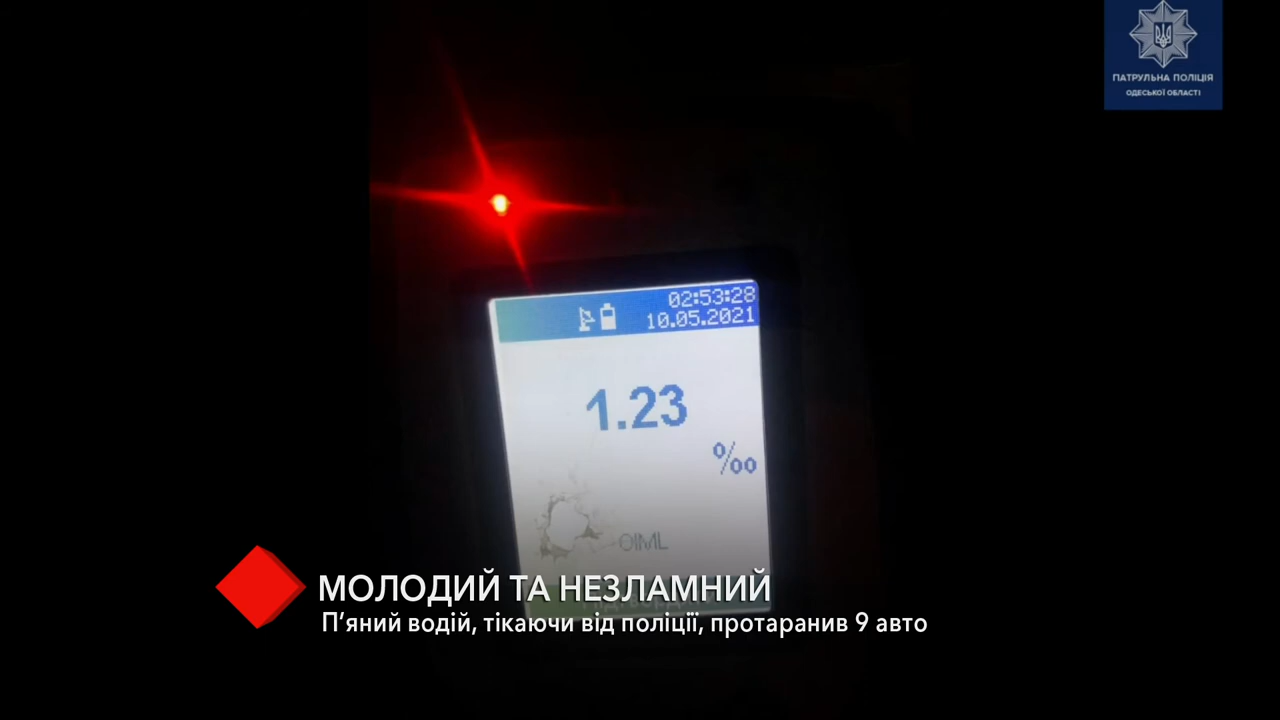 ПАТРУЛЬНА ПОЛІЦІЯ
ОДЕСЬКОЇ ОБЛАСТІ
02:53:28
10.05.2021
1.23
‰
OIML
МОЛОДИЙ ТА НЕЗЛАМНИЙ
П’яний водій, тікаючи від поліції, протаранив 9 авто